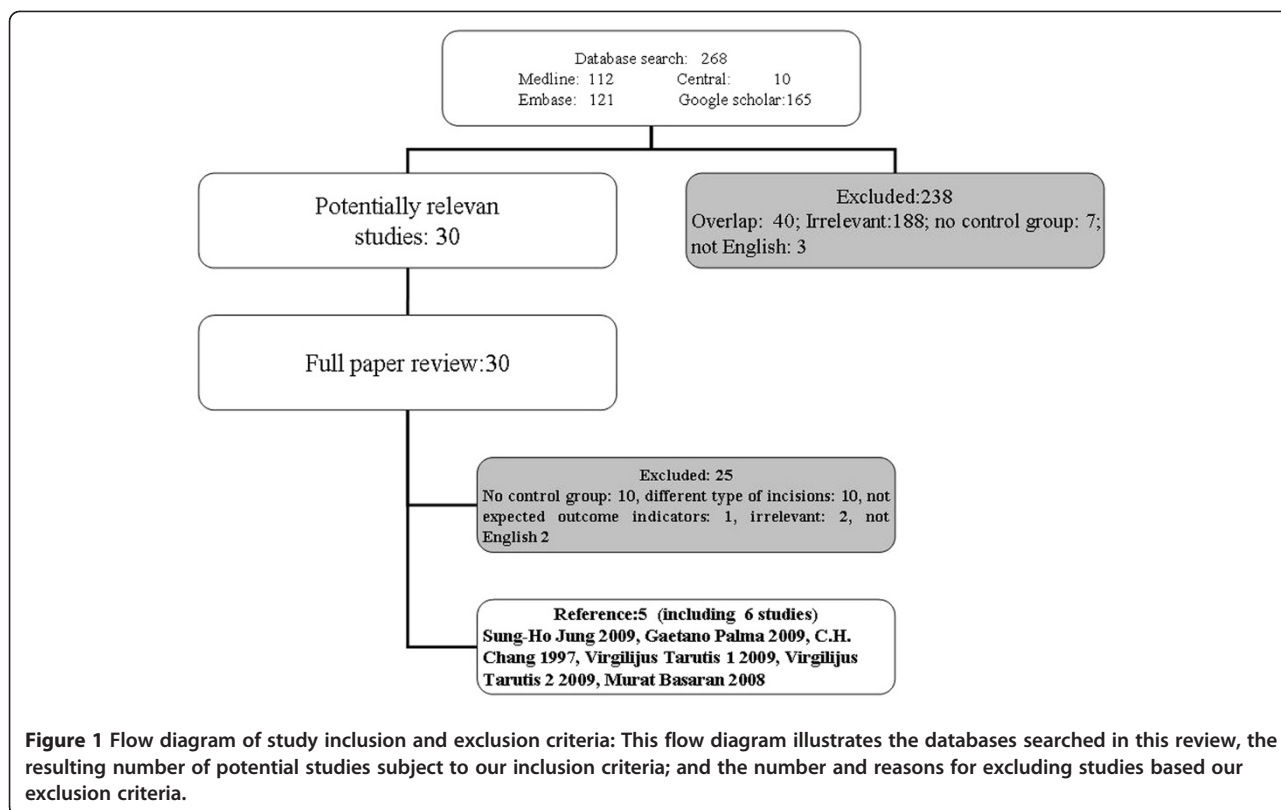 Database search: 268
Medline: 112 Central: 10
Embase: 121 Google scholar:165
Potentially relevan
studies: 30
Excluded:238
Overlap: 40; Irrelevant:188; no control group: 7;
not English: 3
Full paper review:30
Excluded: 25
No control group: 10, different type of incisions: 10, not
expected outcome indicators: 1, irrelevant: 2, not
English 2
Reference:5 (including 6 studies)
Sung-Ho Jung 2009, Gaetano Palma 2009, C.H.
Chang 1997, Virgilijus Tarutis 1 2009, Virgilijus
Tarutis 2 2009, Murat Basaran 2008
Figure 1 Flow diagram of study inclusion and exclusion criteria: This flow diagram illustrates the databases searched in this review, the
resulting number of potential studies subject to our inclusion criteria; and the number and reasons for excluding studies based our
exclusion criteria.